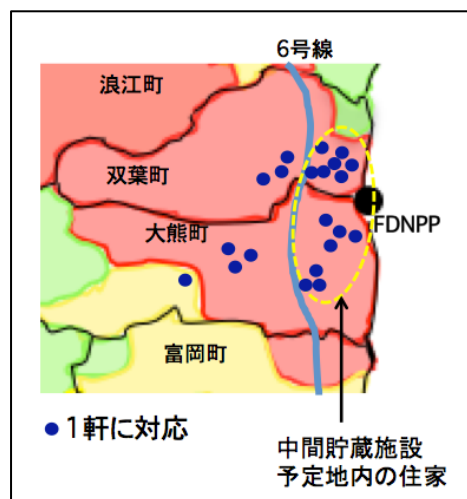 6号線
浪江町
双葉町
大熊町
FDNPP
富岡町
●1軒に対応
中間貯蔵施設
予定地内の住家